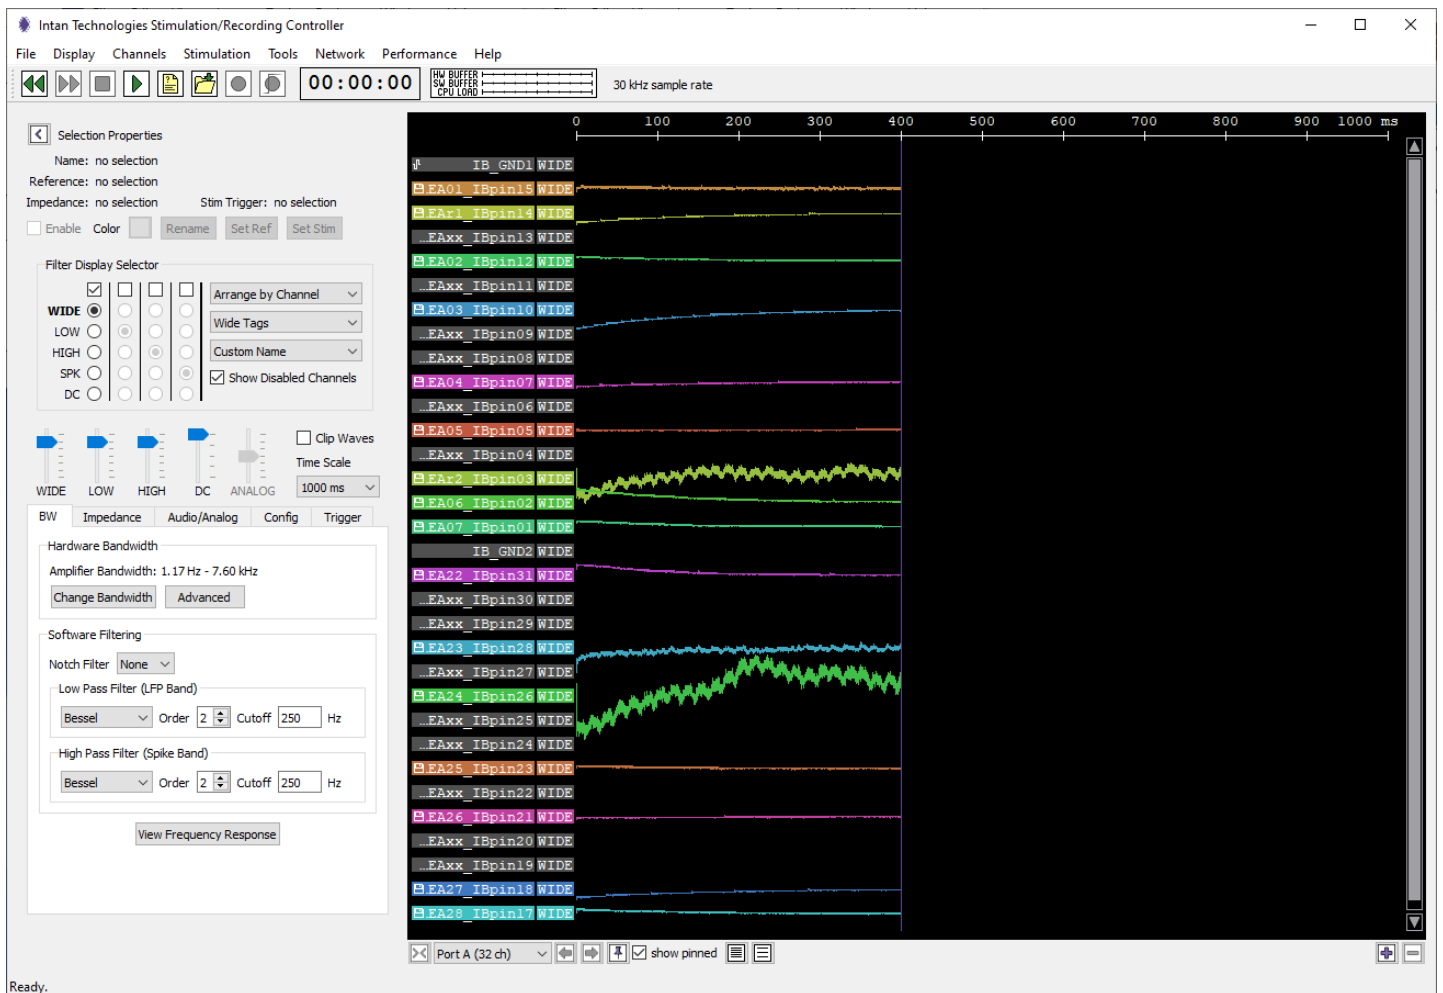 Intan Technologies Stimulation/Recording Controller
File Display Channels Stimulation Tools Network Performance Help
00:00:00
HW BUFFER
SW BUFFER
CPU LOAD
30 kHz sample rate
Selection Properties
Name: no selection
Reference: no selection
Impedance: no selection Stim Trigger: no selection
Enable Color Rename Set Ref Set Stim
Filter Display Selector
WIDE
LOW
HIGH
SPK
DC
Arrange by Channel
Wide Tags
Custom Name
Show Disabled Channels
Clip Waves
Time Scale
1000 ms
WIDE LOW HIGH DC ANALOG
BW Impedance Audio/Analog Config Trigger
Hardware Bandwidth
Amplifier Bandwidth: 1.17 Hz - 7.60 kHz
Change Bandwidth Advanced
Software Filtering
Notch Filter None
Low Pass Filter (LFP Band)
Bessel Order 2 Cutoff 250 Hz
High Pass Filter (Spike Band)
Bessel Order 2 Cutoff 250 Hz
View Frequency Response
0 100 200 300 400 500 600 700 800 900 1000 ms
IB_GND1 WIDE
EA01_IBpin15 WIDE
EAr1_IBpin14 WIDE
...EAxx_IBpin13 WIDE
EA02_IBpin12 WIDE
...EAxx_IBpin11 WIDE
EA03_IBpin10 WIDE
...EAxx_IBpin09 WIDE
...EAxx_IBpin08 WIDE
EA04_IBpin07 WIDE
...EAxx_IBpin06 WIDE
EA05_IBpin05 WIDE
...EAxx_IBpin04 WIDE
EAr2_IBpin03 WIDE
EA06_IBpin02 WIDE
EA07_IBpin01 WIDE
IB_GND2 WIDE
EA22_IBpin31 WIDE
...EAxx_IBpin30 WIDE
...EAxx_IBpin29 WIDE
EA23_IBpin28 WIDE
...EAxx_IBpin27 WIDE
EA24_IBpin26 WIDE
...EAxx_IBpin25 WIDE
...EAxx_IBpin24 WIDE
EA25_IBpin23 WIDE
...EAxx_IBpin22 WIDE
EA26_IBpin21 WIDE
...EAxx_IBpin20 WIDE
...EAxx_IBpin19 WIDE
EA27_IBpin18 WIDE
EA28_IBpin17 WIDE
Port A (32 ch) show pinned
Ready.